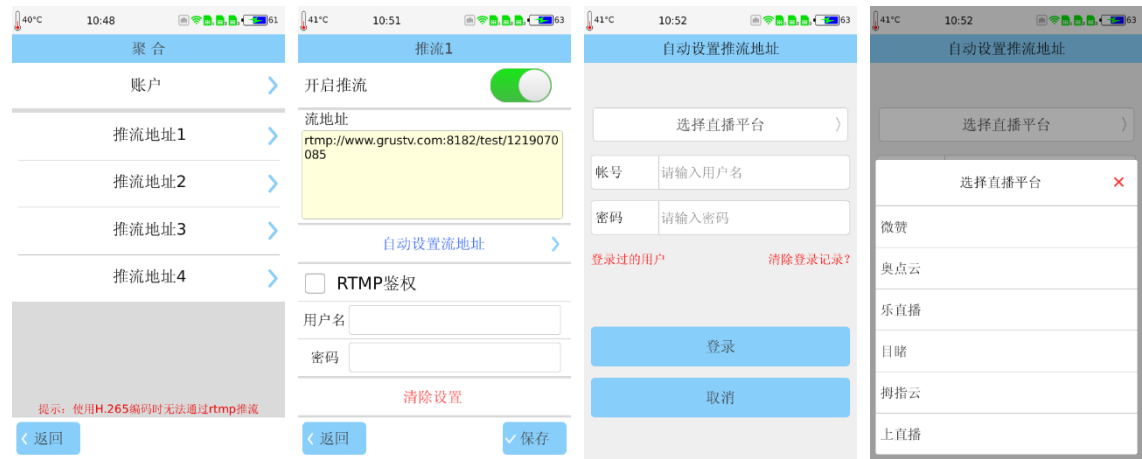 40℃ 10:48 61
聚 合
账户
推流地址1
推流地址2
推流地址3
推流地址4
提示：使用H.265编码时无法通过rtmp推流
返回
41℃ 10:51 63
推流1
开启推流
流地址
rtmp://www.grustv.com:8182/test/1219070
085
自动设置流地址
RTMP鉴权
用户名
密码
清除设置
返回 保存
41℃ 10:52 63
自动设置推流地址
选择直播平台
帐号 请输入用户名
密码 请输入密码
登录过的用户 清除登录记录?
登录
取消
41℃ 10:52 63
自动设置推流地址
选择直播平台
选择直播平台
微赞
奥点云
乐直播
目睹
拇指云
上直播